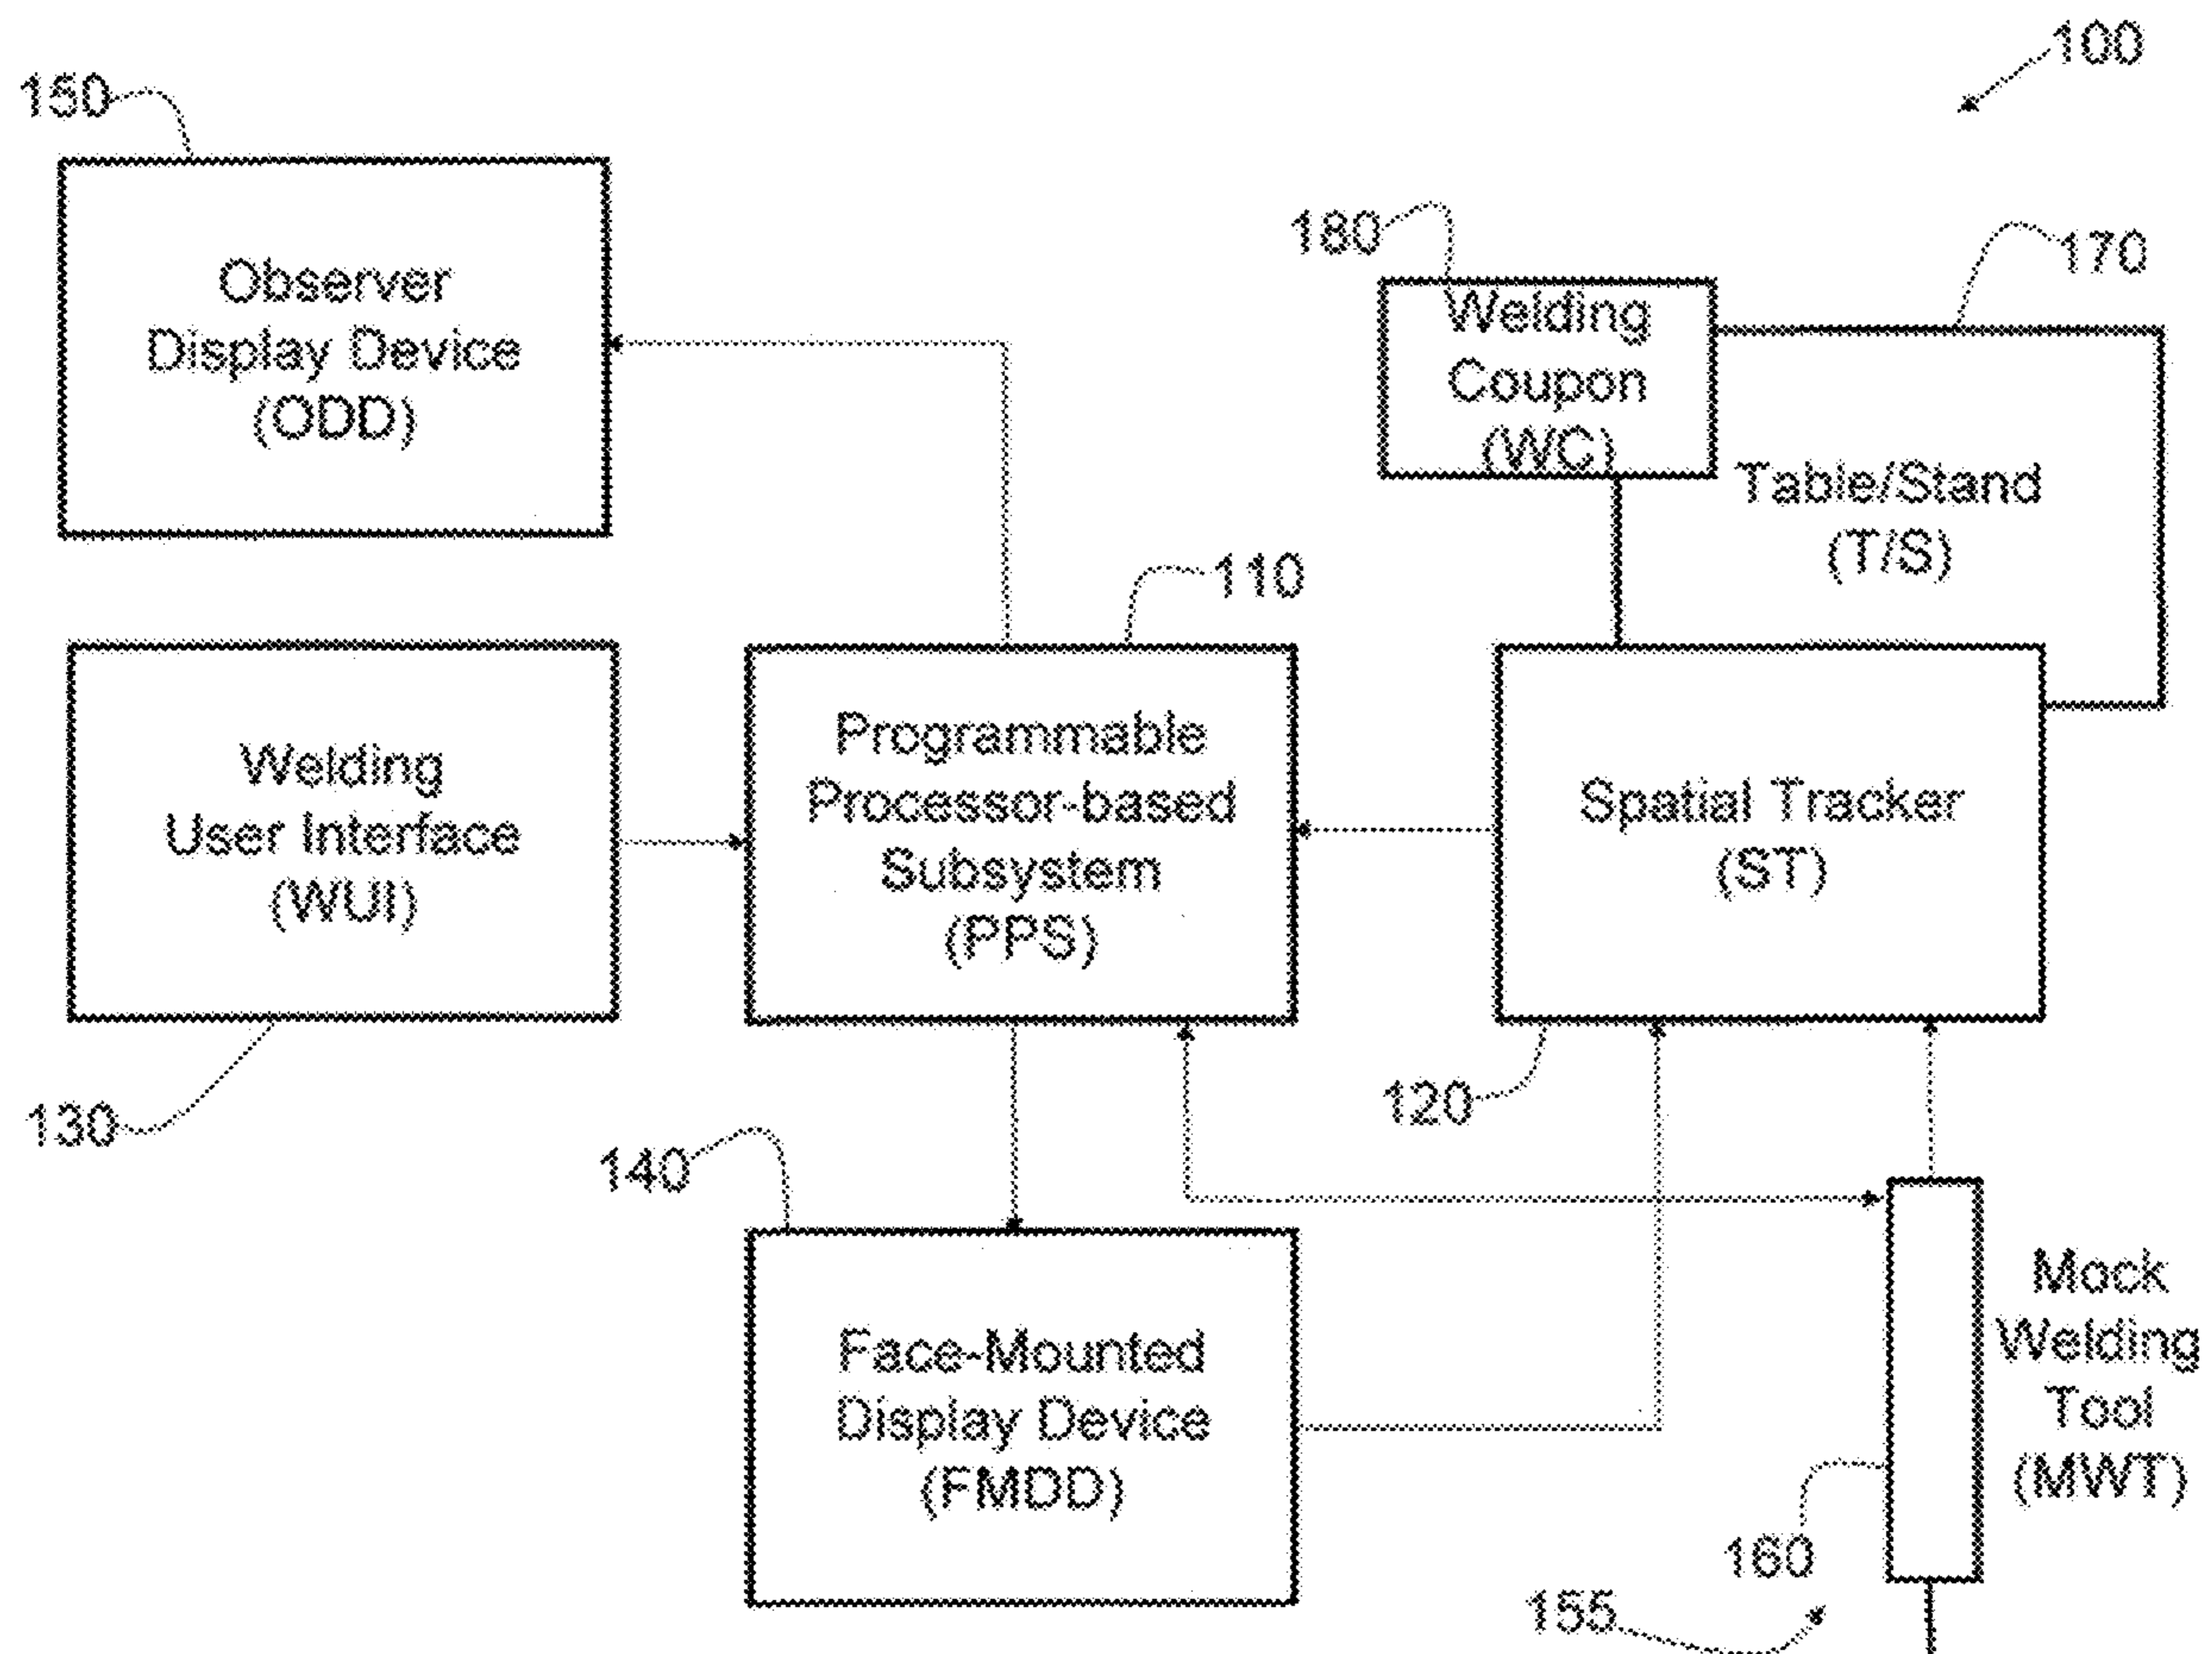 100
150
Observer
Display Device
(ODD)
180
170
Welding
Coupon
(WC)
Table/Stand
(T/S)
110
Welding
User Interface
(WUI)
130
Programmable
Processor-based
Subsystem
(PPS)
Spatial Tracker
(ST)
120
140
Face-Mounted
Display Device
(FMDD)
Mock
Welding
Tool
(MWT)
160
155